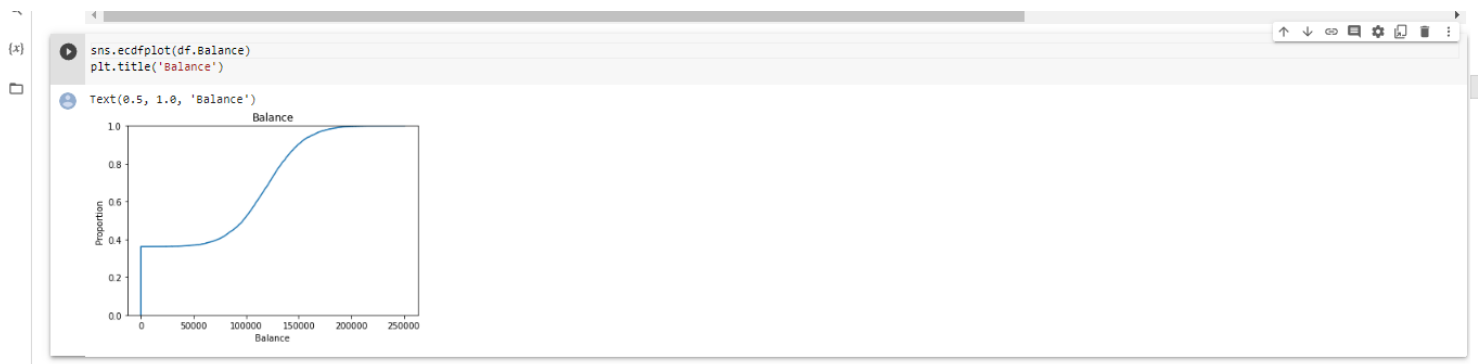 {x}
sns.ecdfplot(df.Balance)
plt.title('Balance')
Text(0.5, 1.0, 'Balance')
Balance
1.0
0.8
0.6
0.4
0.2
0.0
Proportion
0 50000 100000 150000 200000 250000
Balance